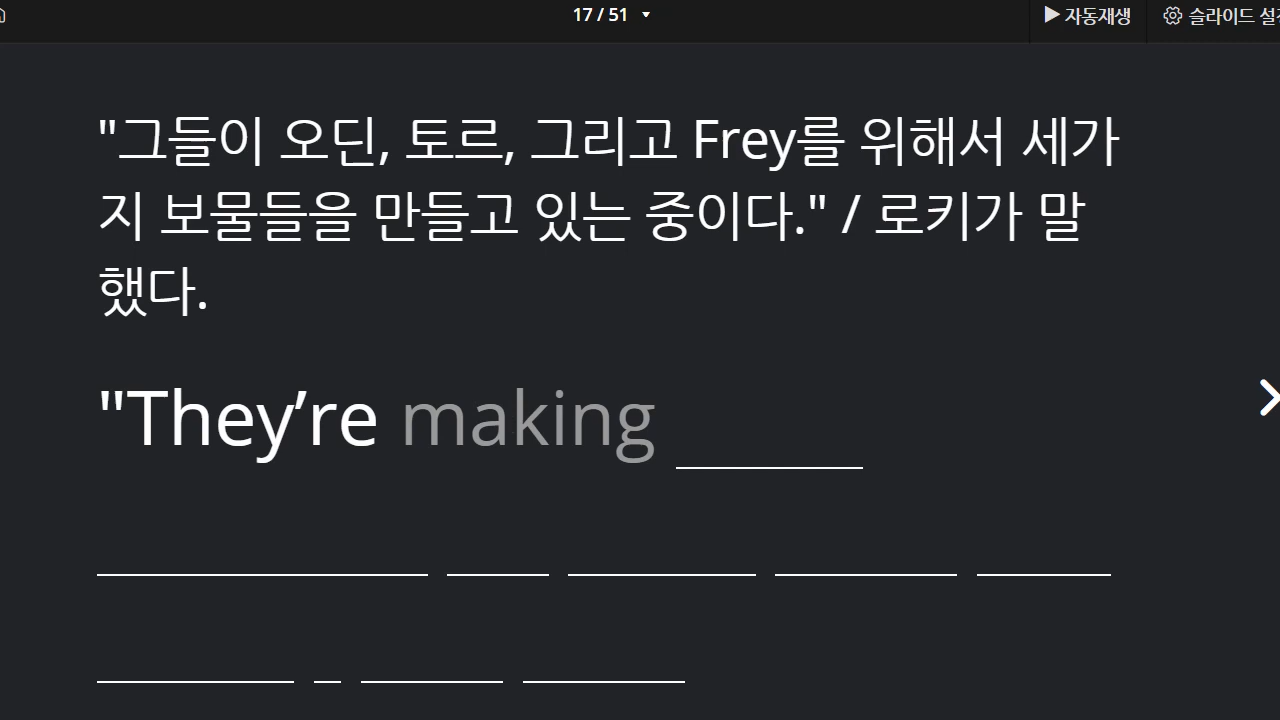 17 / 51
자동재생
슬라이드 설
"그들이 오딘, 토르, 그리고 Frey를 위해서 세가
지 보물들을 만들고 있는 중이다." / 로키가 말
했다.
"They’re making